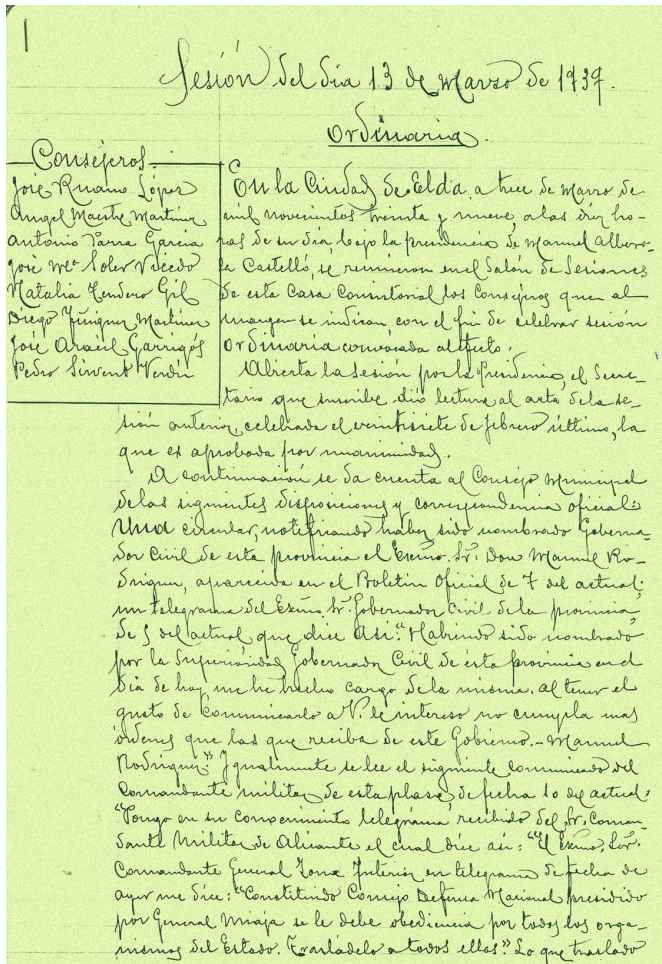 Sesión del día 13 de Marzo de 1939.
Ordinaria.
Consejeros
José Rumo López
Angel Maestre Martínez
Antonio Parra García
José Mª Soler Vicedo
Natalia Tendero Gil
Diego Iñiguez Martínez
José Aracil Garrigós
Pedro Sirvent Verdú
En la Ciudad de Elda, a trece de Marzo de
mil novecientos treinta y nueve, a las diez ho-
ras de su día, bajo la presidencia de Manuel Albero-
la Castelló, se reunieron en el Salón de Sesiones
de esta Casa Consistorial los Consejeros que al
margen se indican, con el fin de celebrar sesión
Ordinaria convocada al efecto.
Abierta la sesión por la Presidencia, el Secre-
tario que suscribe dió lectura al acta de la se-
sión anterior, celebrada el veintisiete de febrero último, la
que es aprobada por unanimidad.
A continuación se da cuenta al Consejo Municipal
de las siguientes disposiciones y correspondencia oficial:
Una circular, notificando haber sido nombrado Goberna-
dor Civil de esta provincia el Excmo. Sr. Don Manuel Ro-
driguez, aparecida en el Boletin Oficial de 7 del actual;
un telegrama del Excmo. Sr. Gobernador Civil de la provincia,
de 5 del actual que dice asi: "Habiendo sido nombrado
por la Superioridad Gobernador Civil de esta provincia en el
día de hoy, me he hecho cargo de la misma. Al tener el
gusto de comunicarlo a V. le intereso no cumpla mas
órdenes que las que reciba de este Gobierno.- Manuel
Rodriguez." Igualmente se lee el siguiente comunicado del
Comandante militar de esta plaza, de fecha 10 del actual:
"Pongo en su conocimiento telegrama recibido del Sr. Coman-
dante Militar de Alicante el cual dice asi: "El Excmo. Sr.
Comandante General Zona Interior en telegrama de fecha de
ayer me dice: "Constituido Consejo Defensa Nacional presidido
por General Miaja se le debe obediencia por todos los orga-
nismos del Estado. Trasládelo a todos ellos." Lo que traslado